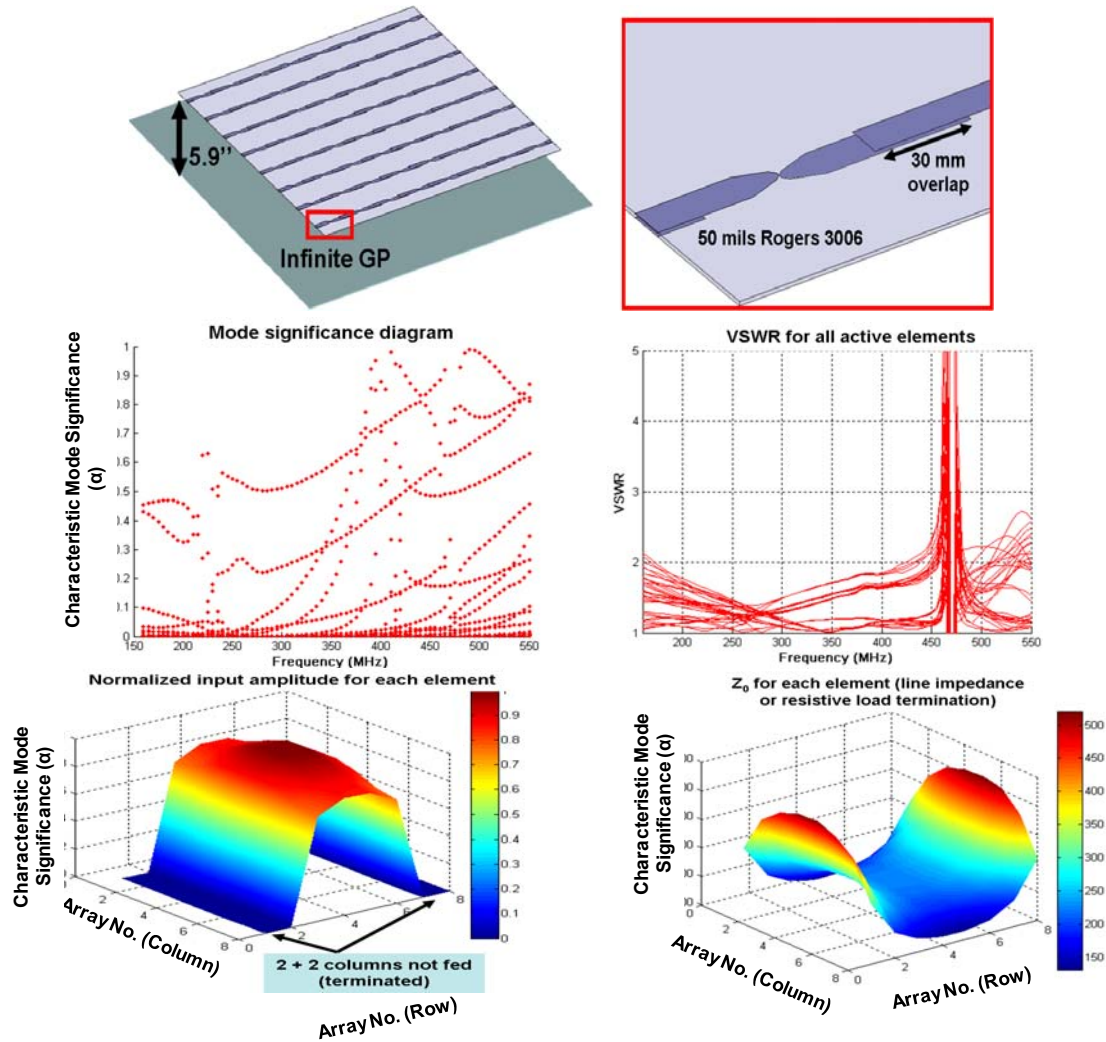 5.9’’
Infinite GP
30 mm
overlap
50 mils Rogers 3006
Mode significance diagram
Characteristic Mode Significance
(α)
1
0.9
0.8
0.7
0.6
0.5
0.4
0.3
0.2
0.1
0
150 200 250 300 350 400 450 500 550
Frequency (MHz)
VSWR for all active elements
VSWR
5
4
3
2
1
200 250 300 350 400 450 500 550
Frequency (MHz)
Normalized input amplitude for each element
Characteristic Mode
Significance (α)
0.9
0.8
0.7
0.6
0.5
0.4
0.3
0.2
0.1
0
2
4
6
8
0
2
4
6
8
Array No. (Column)
2 + 2 columns not fed
(terminated)
Array No. (Row)
Z₀ for each element (line impedance
or resistive load termination)
Characteristic Mode
Significance (α)
500
450
400
350
300
250
200
150
2
4
6
8
0
2
4
6
8
Array No. (Column)
Array No. (Row)